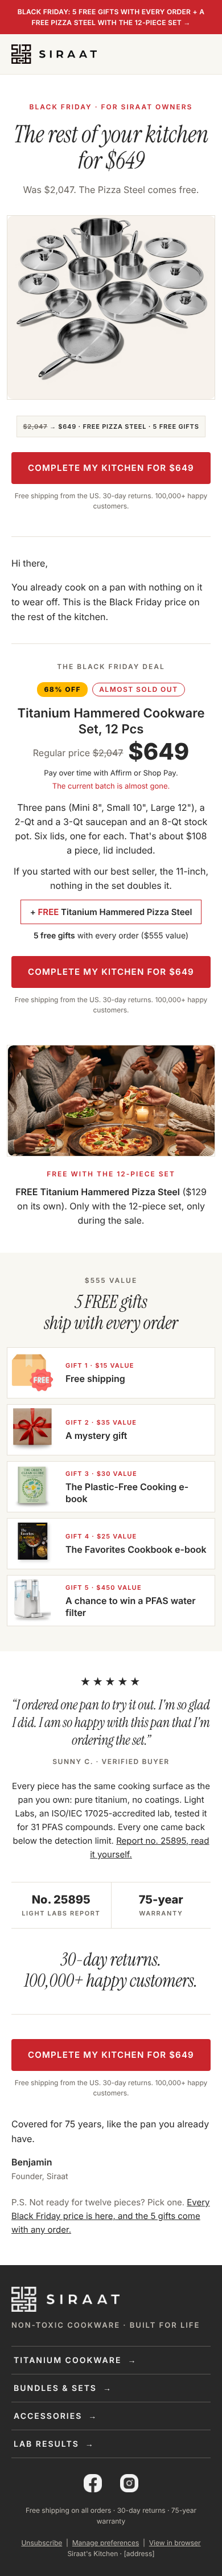 BLACK FRIDAY: 5 FREE GIFTS WITH EVERY ORDER + A
FREE PIZZA STEEL WITH THE 12-PIECE SET →
SIRAAT
BLACK FRIDAY · FOR SIRAAT OWNERS
The rest of your kitchen
for $649
Was $2,047. The Pizza Steel comes free.
$2,047 → $649 · FREE PIZZA STEEL · 5 FREE GIFTS
COMPLETE MY KITCHEN FOR $649
Free shipping from the US. 30-day returns. 100,000+ happy
customers.
Hi there,
You already cook on a pan with nothing on it
to wear off. This is the Black Friday price on
the rest of the kitchen.
THE BLACK FRIDAY DEAL
68% OFF
ALMOST SOLD OUT
Titanium Hammered Cookware
Set, 12 Pcs
Regular price $2,047 $649
Pay over time with Affirm or Shop Pay.
The current batch is almost gone.
Three pans (Mini 8", Small 10", Large 12"), a
2-Qt and a 3-Qt saucepan and an 8-Qt stock
pot. Six lids, one for each. That's about $108
a piece, lid included.
If you started with our best seller, the 11-inch,
nothing in the set doubles it.
+ FREE Titanium Hammered Pizza Steel
5 free gifts with every order ($555 value)
COMPLETE MY KITCHEN FOR $649
Free shipping from the US. 30-day returns. 100,000+ happy
customers.
FREE WITH THE 12-PIECE SET
FREE Titanium Hammered Pizza Steel ($129
on its own). Only with the 12-piece set, only
during the sale.
$555 VALUE
5 FREE gifts
ship with every order
FREE
GIFT 1 · $15 VALUE
Free shipping
GIFT 2 · $35 VALUE
A mystery gift
GIFT 3 · $30 VALUE
The Plastic-Free Cooking e-
book
GIFT 4 · $25 VALUE
The Favorites Cookbook e-book
GIFT 5 · $450 VALUE
A chance to win a PFAS water
filter
★★★★★
“I ordered one pan to try it out. I’m so glad
I did. I am so happy with this pan that I’m
ordering the set.”
SUNNY C. · VERIFIED BUYER
Every piece has the same cooking surface as the
pan you own: pure titanium, no coatings. Light
Labs, an ISO/IEC 17025-accredited lab, tested it
for 31 PFAS compounds. Every one came back
below the detection limit. Report no. 25895, read
it yourself.
No. 25895
LIGHT LABS REPORT
75-year
WARRANTY
30-day returns.
100,000+ happy customers.
COMPLETE MY KITCHEN FOR $649
Free shipping from the US. 30-day returns. 100,000+ happy
customers.
Covered for 75 years, like the pan you already
have.
Benjamin
Founder, Siraat
P.S. Not ready for twelve pieces? Pick one. Every
Black Friday price is here, and the 5 gifts come
with any order.
SIRAAT
NON-TOXIC COOKWARE · BUILT FOR LIFE
TITANIUM COOKWARE →
BUNDLES & SETS →
ACCESSORIES →
LAB RESULTS →
Free shipping on all orders · 30-day returns · 75-year
warranty
Unsubscribe | Manage preferences | View in browser
Siraat's Kitchen · [address]